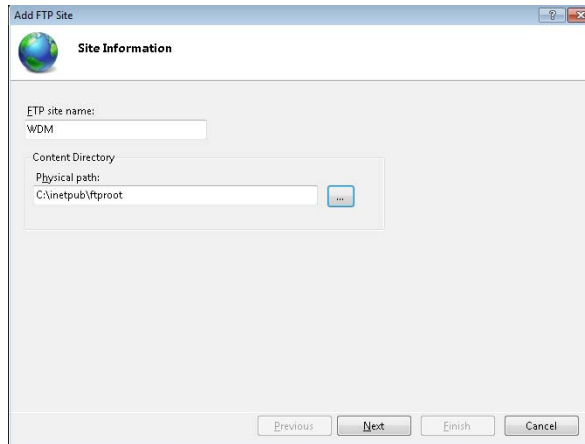 Add FTP Site
Site Information
FTP site name:
WDM
Content Directory
Physical path:
C:\inetpub\ftproot
...
Previous
Next
Finish
Cancel